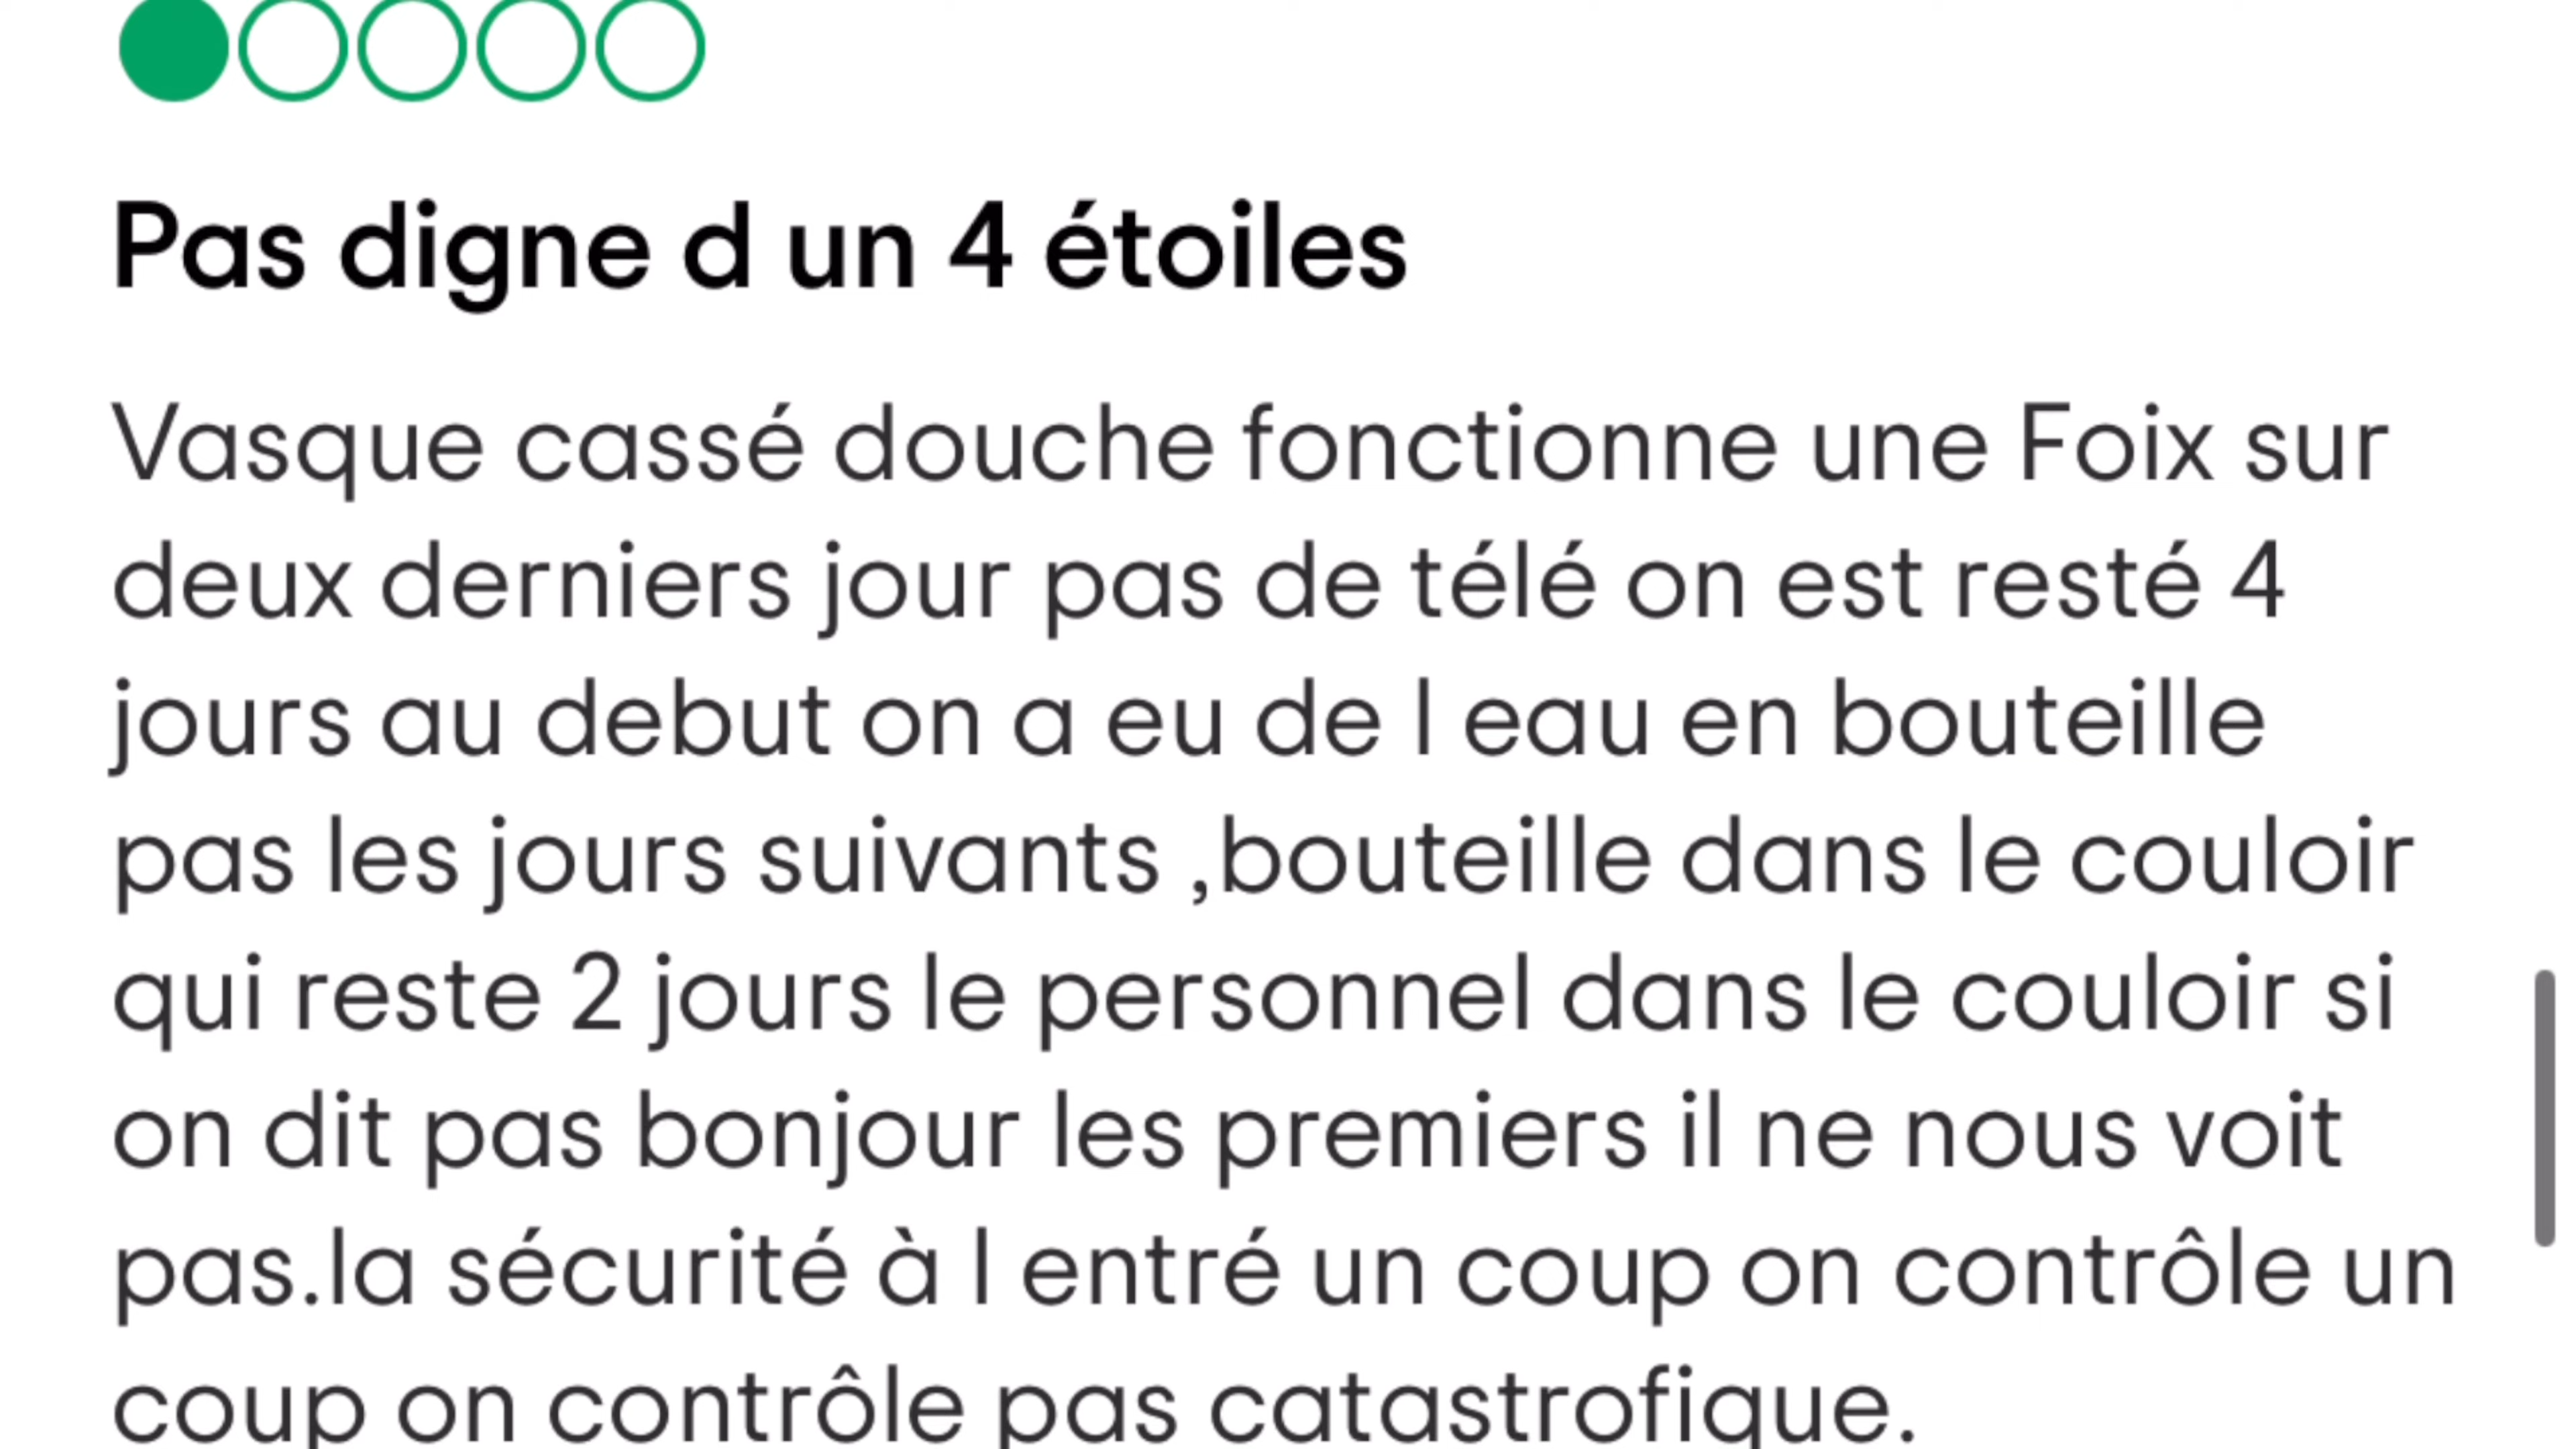 Pas digne d un 4 étoiles
Vasque cassé douche fonctionne une Foix sur
deux derniers jour pas de télé on est resté 4
jours au debut on a eu de l eau en bouteille
pas les jours suivants ,bouteille dans le couloir
qui reste 2 jours le personnel dans le couloir si
on dit pas bonjour les premiers il ne nous voit
pas.la sécurité à l entré un coup on contrôle un
coup on contrôle pas catastrofique.